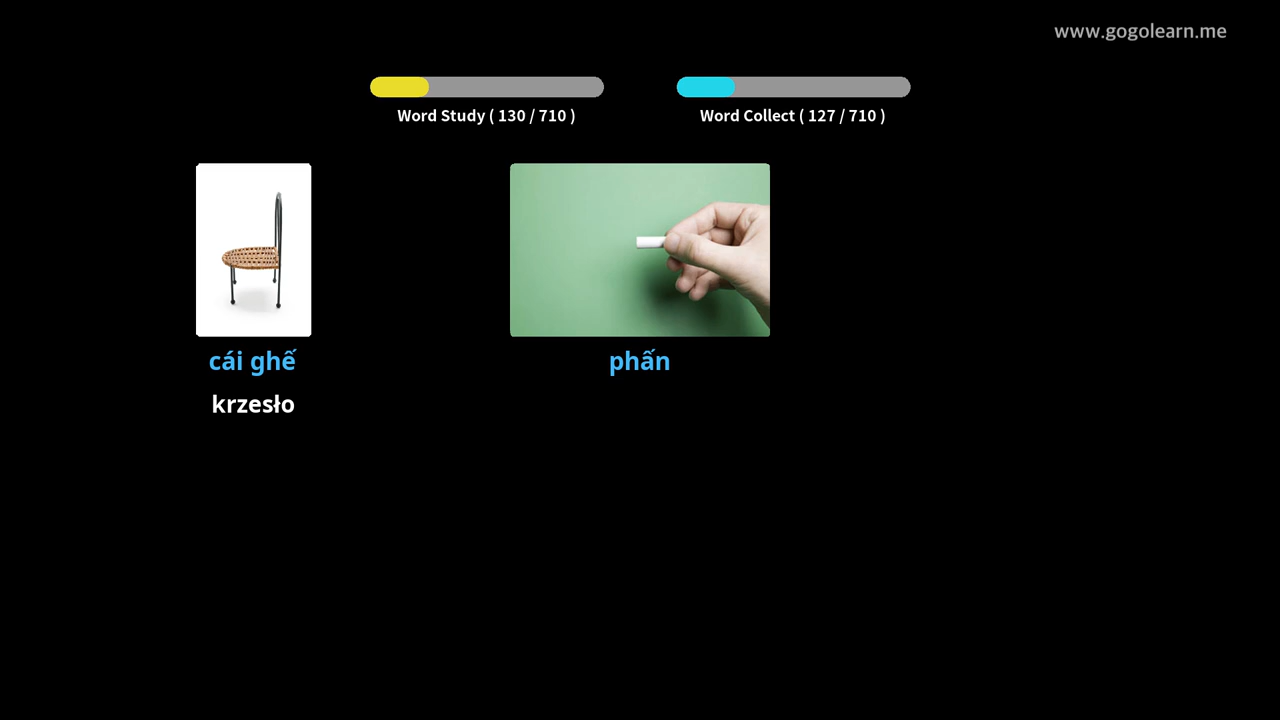 www.gogolearn.me
Word Study ( 130 / 710 )
Word Collect ( 127 / 710 )
cái ghế
krzesło
phấn